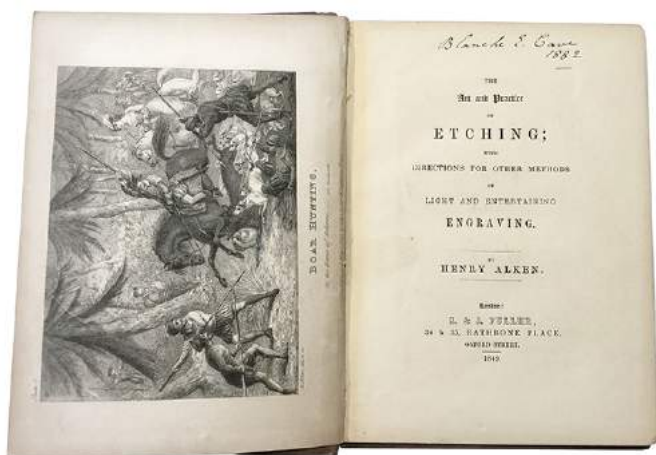 BOAR HUNTING.
Blanche E. Cave
1882
THE
Art and Practice
OF
ETCHING;
WITH
DIRECTIONS FOR OTHER METHODS
OF
LIGHT AND ENTERTAINING
ENGRAVING.
BY
HENRY ALKEN.
London:
S. & J. FULLER,
34 & 35, RATHBONE PLACE,
OXFORD STREET.
1849